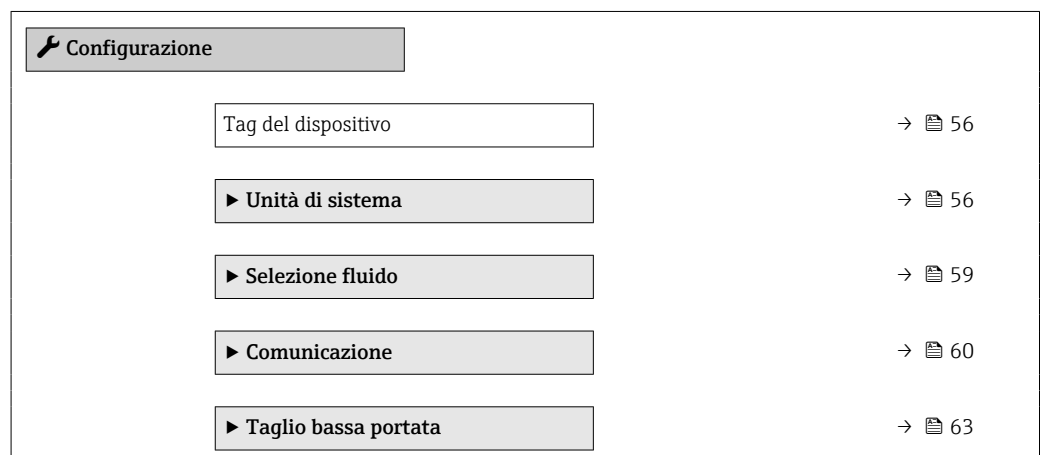 Configurazione
Tag del dispositivo → 56
▶ Unità di sistema → 56
▶ Selezione fluido → 59
▶ Comunicazione → 60
▶ Taglio bassa portata → 63